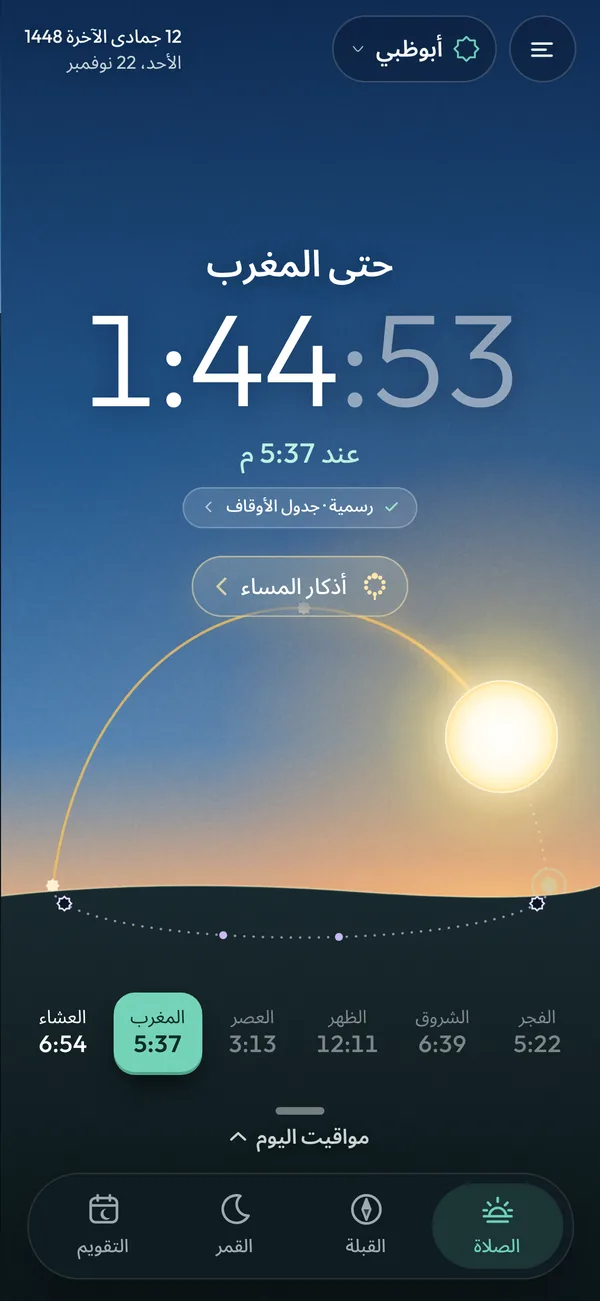 أبوظبي
12 جمادى الآخرة 1448
الأحد، 22 نوفمبر
حتى المغرب
1:44:53
عند 5:37 م
رسمية · جدول الأوقاف
أذكار المساء
الفجر
5:22
الشروق
6:39
الظهر
12:11
العصر
3:13
المغرب
5:37
العشاء
6:54
مواقيت اليوم
الصلاة
القبلة
القمر
التقويم